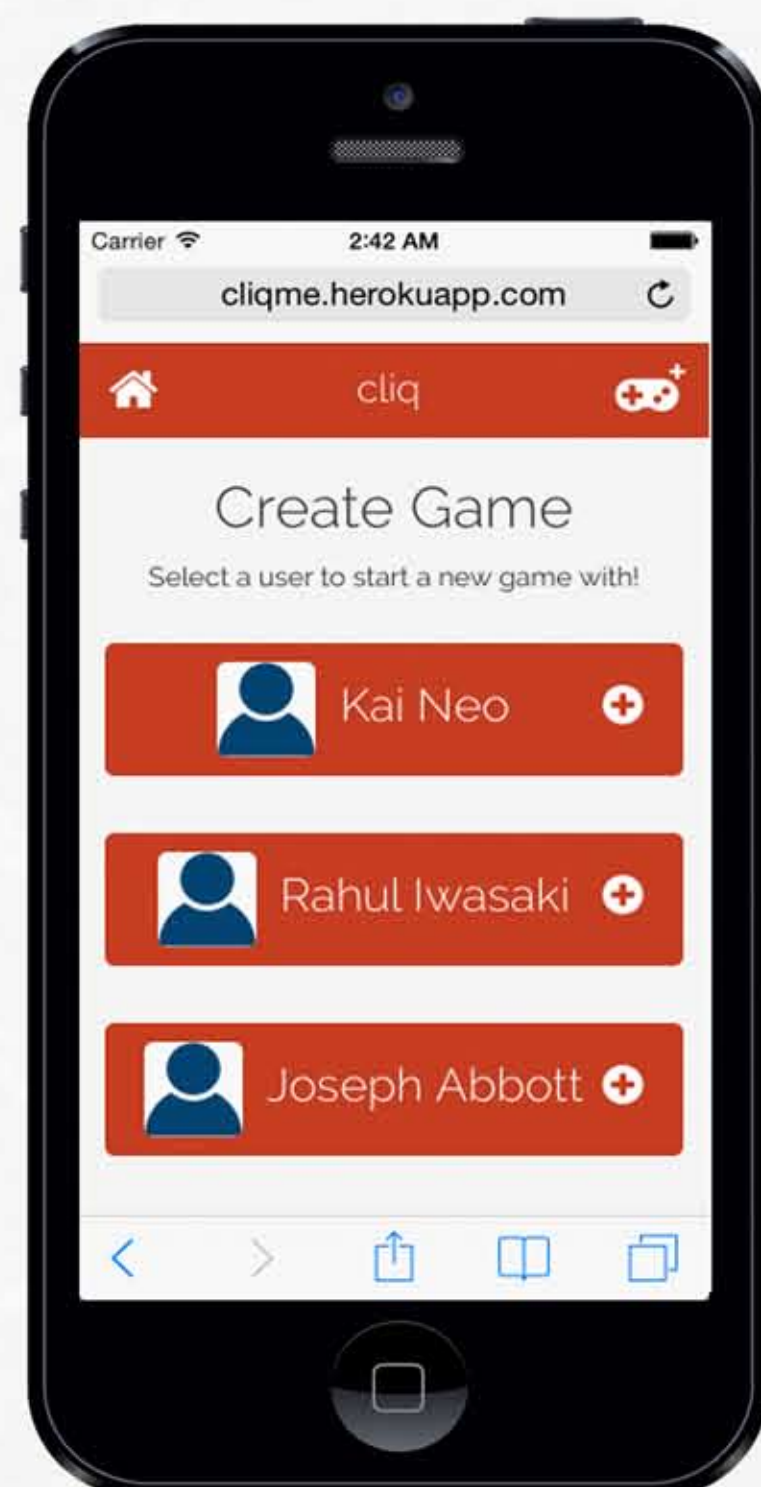 Carrier 2:42 AM
cliqme.herokuapp.com
cliq
Create Game
Select a user to start a new game with!
Kai Neo
Rahul Iwasaki
Joseph Abbott